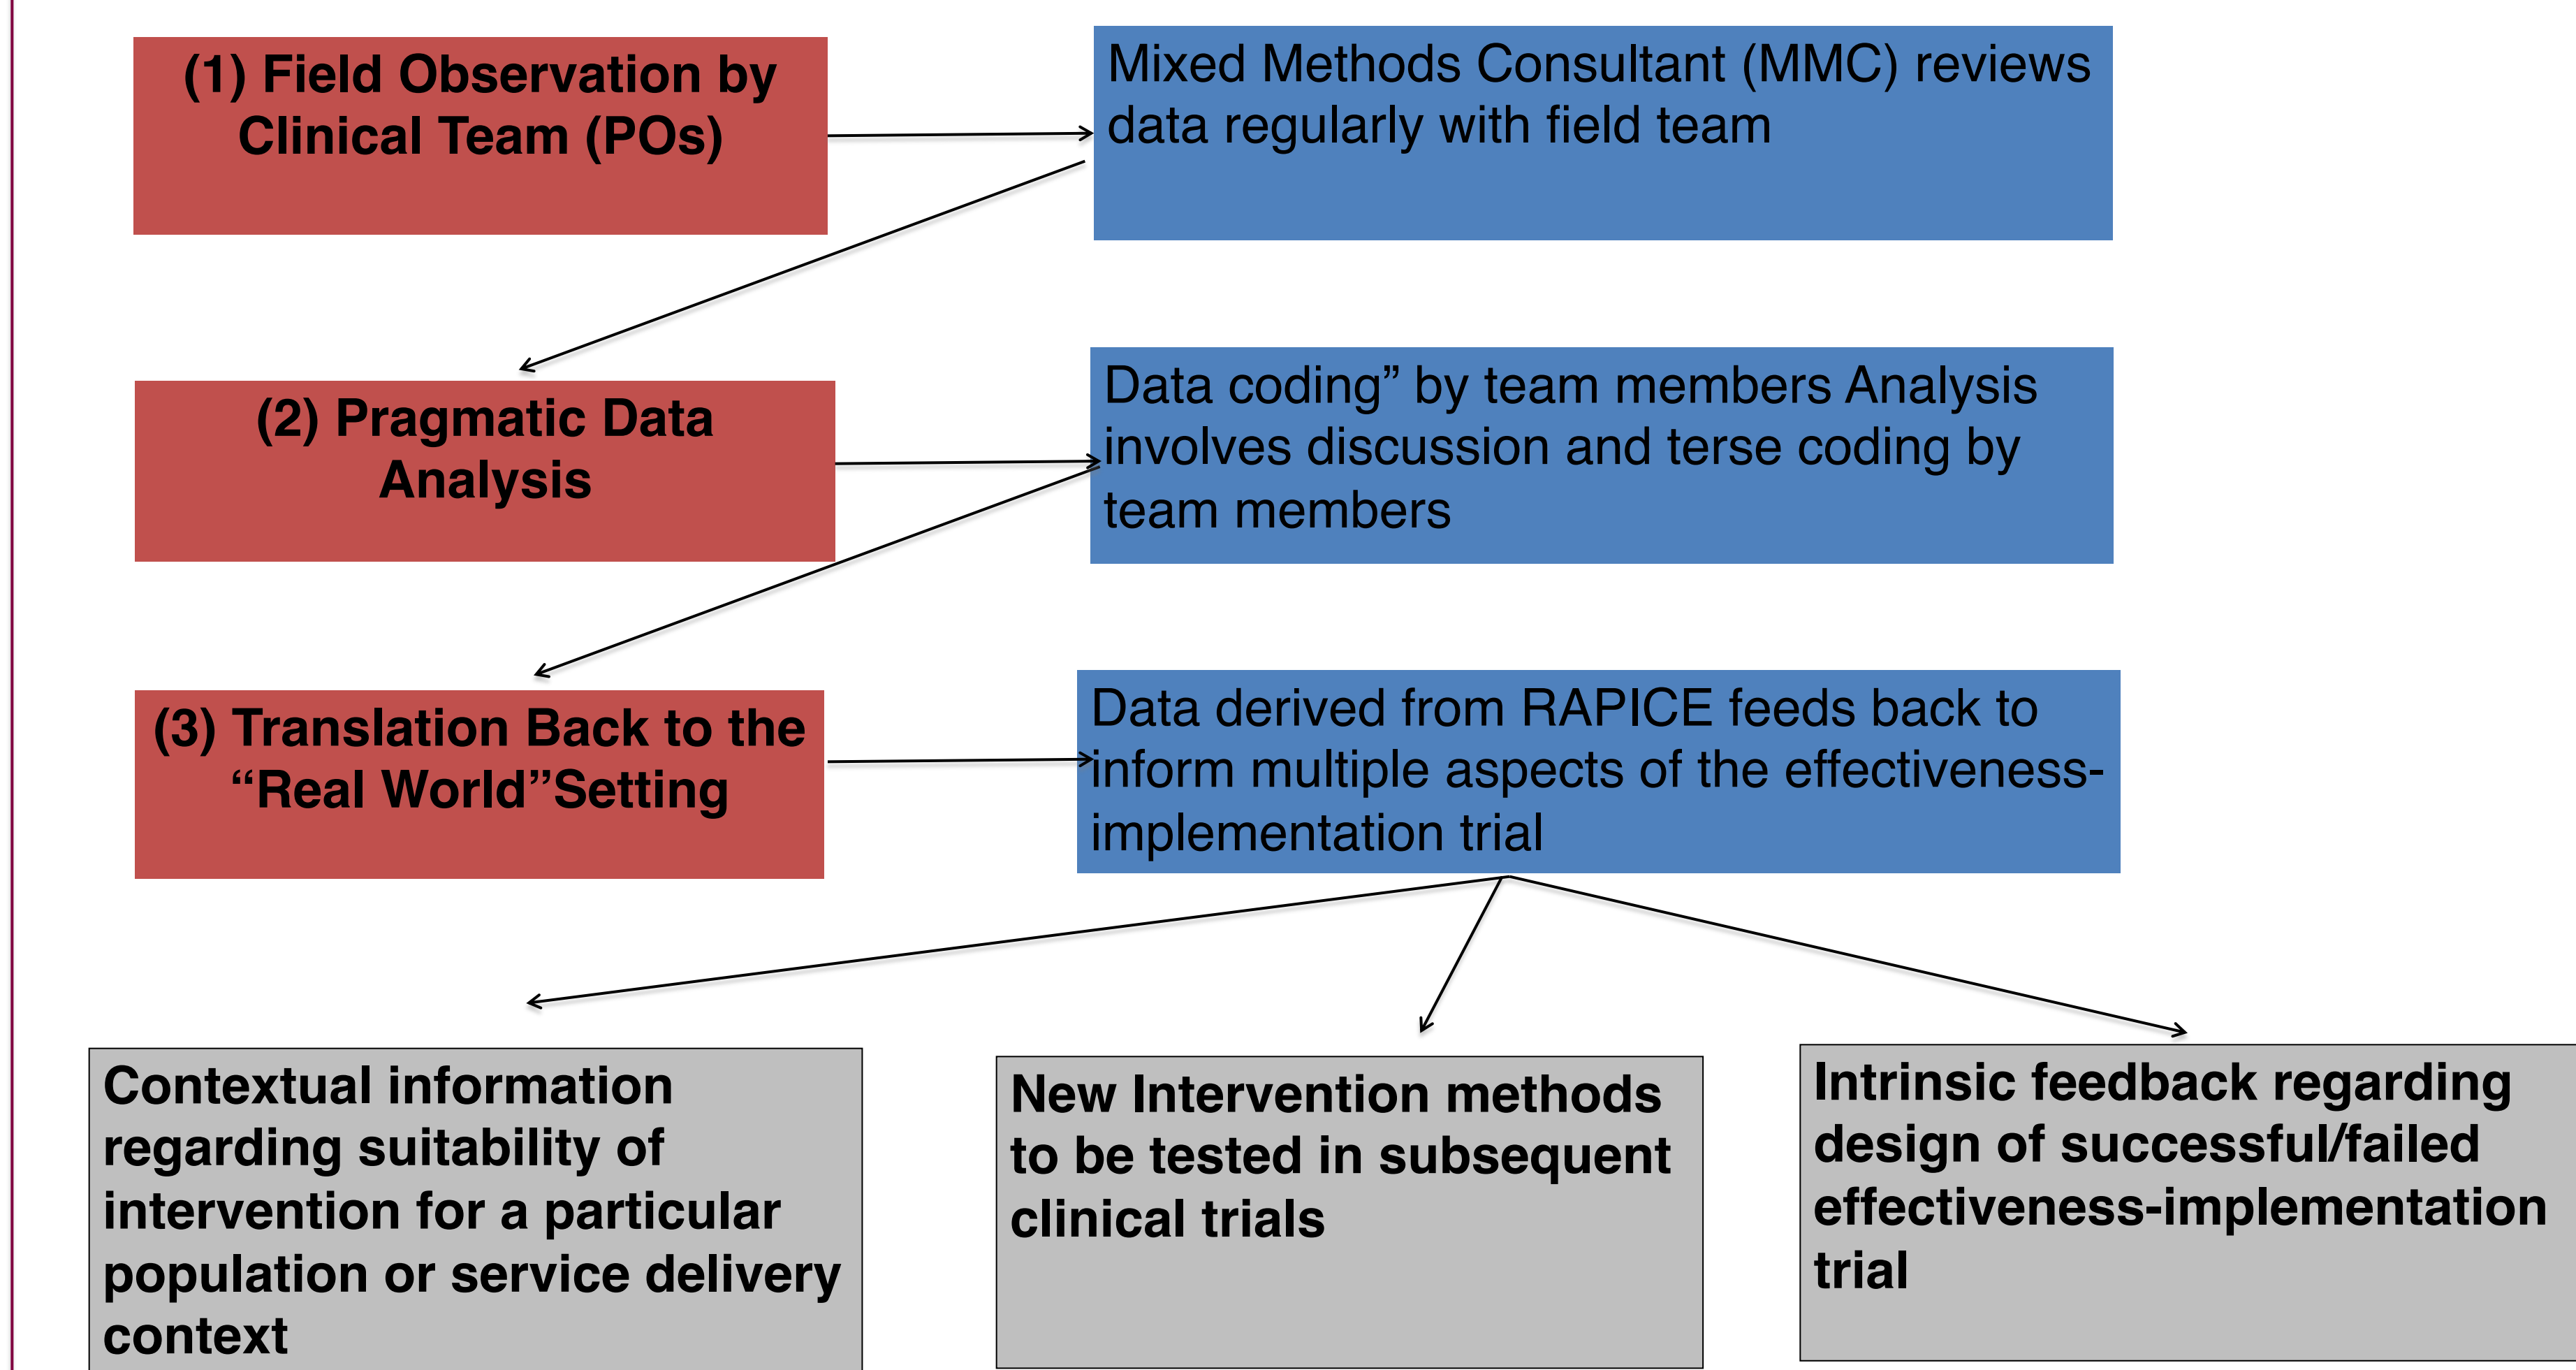 (1) Field Observation by
Clinical Team (POs)
Mixed Methods Consultant (MMC) reviews
data regularly with field team
(2) Pragmatic Data
Analysis
Data coding” by team members Analysis
involves discussion and terse coding by
team members
(3) Translation Back to the
“Real World”Setting
Data derived from RAPICE feeds back to
inform multiple aspects of the effectiveness-
implementation trial
Contextual information
regarding suitability of
intervention for a particular
population or service delivery
context
New Intervention methods
to be tested in subsequent
clinical trials
Intrinsic feedback regarding
design of successful/failed
effectiveness-implementation
trial